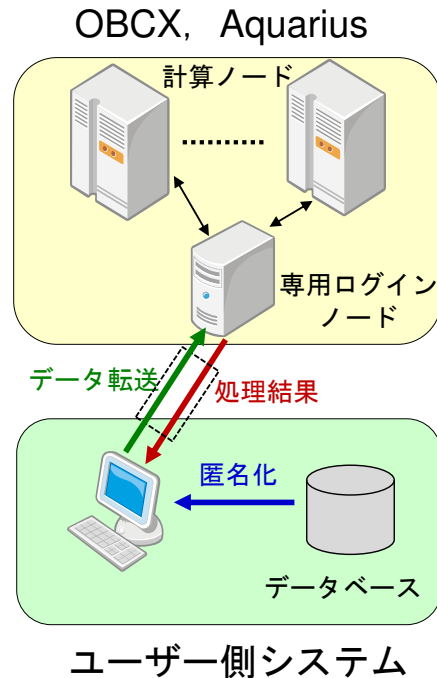 OBCX, Aquarius
計算ノード
専用ログイン
ノード
データ転送
処理結果
匿名化
データベース
ユーザー側システム